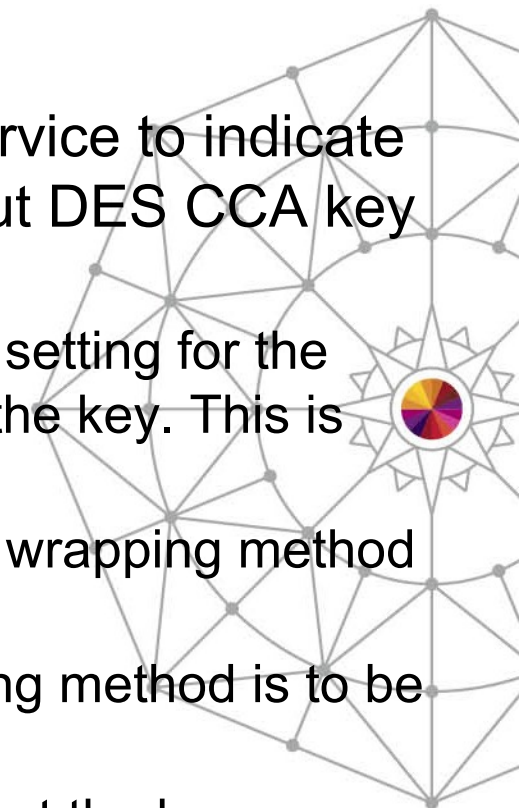 rvice to indicate
ut DES CCA key
setting for the
the key. This is
wrapping method
ng method is to be